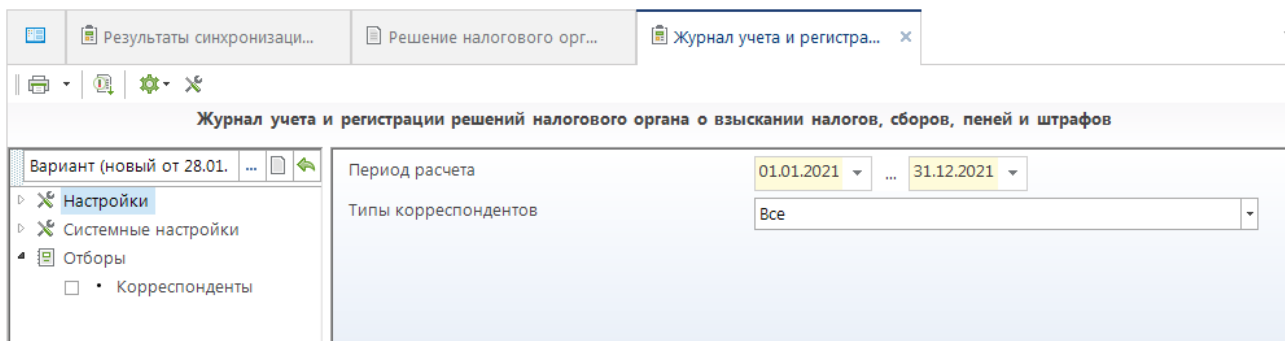 Результаты синхронизаци...
Решение налогового орг...
Журнал учета и регистра...
Журнал учета и регистрации решений налогового органа о взыскании налогов, сборов, пеней и штрафов
Вариант (новый от 28.01. ...
Период расчета 01.01.2021 ... 31.12.2021
Настройки
Типы корреспондентов Все
Системные настройки
Отборы
Корреспонденты